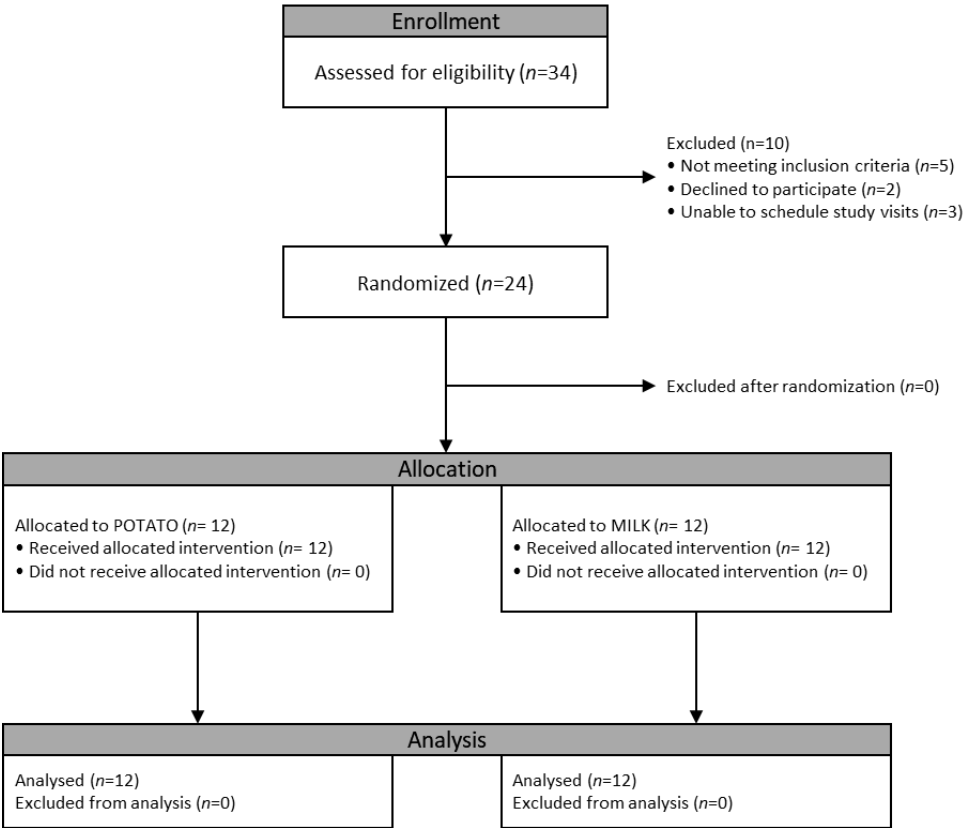 Enrollment
Assessed for eligibility (n=34)
Excluded (n=10)
• Not meeting inclusion criteria (n=5)
• Declined to participate (n=2)
• Unable to schedule study visits (n=3)
Randomized (n=24)
Excluded after randomization (n=0)
Allocation
Allocated to POTATO (n= 12)
• Received allocated intervention (n= 12)
• Did not receive allocated intervention (n= 0)
Allocated to MILK (n= 12)
• Received allocated intervention (n= 12)
• Did not receive allocated intervention (n= 0)
Analysis
Analysed (n=12)
Excluded from analysis (n=0)
Analysed (n=12)
Excluded from analysis (n=0)